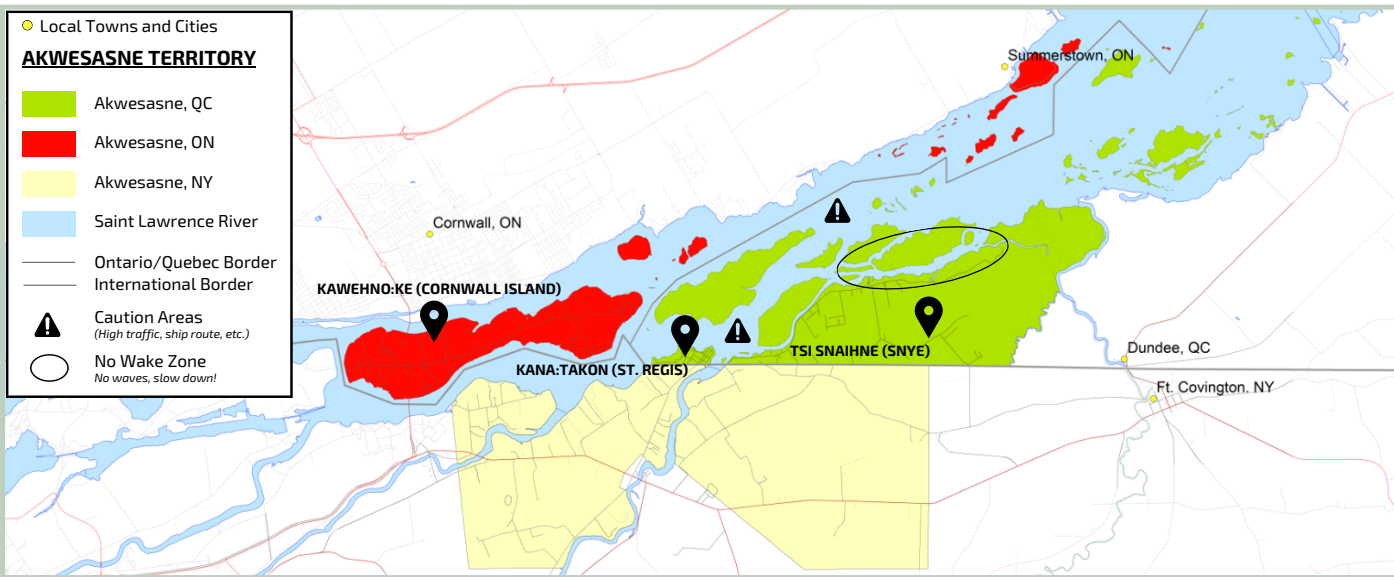 Local Towns and Cities
AKWESASNE TERRITORY
Akwesasne, QC
Akwesasne, ON
Akwesasne, NY
Saint Lawrence River
Ontario/Quebec Border
International Border
Caution Areas
(High traffic, ship route, etc.)
No Wake Zone
No waves, slow down!
Summerstown, ON
Cornwall, ON
KAWEHNO:KE (CORNWALL ISLAND)
KANA:TAKON (ST. REGIS)
TSI SNAIHNE (SNYE)
Dundee, QC
Ft. Covington, NY